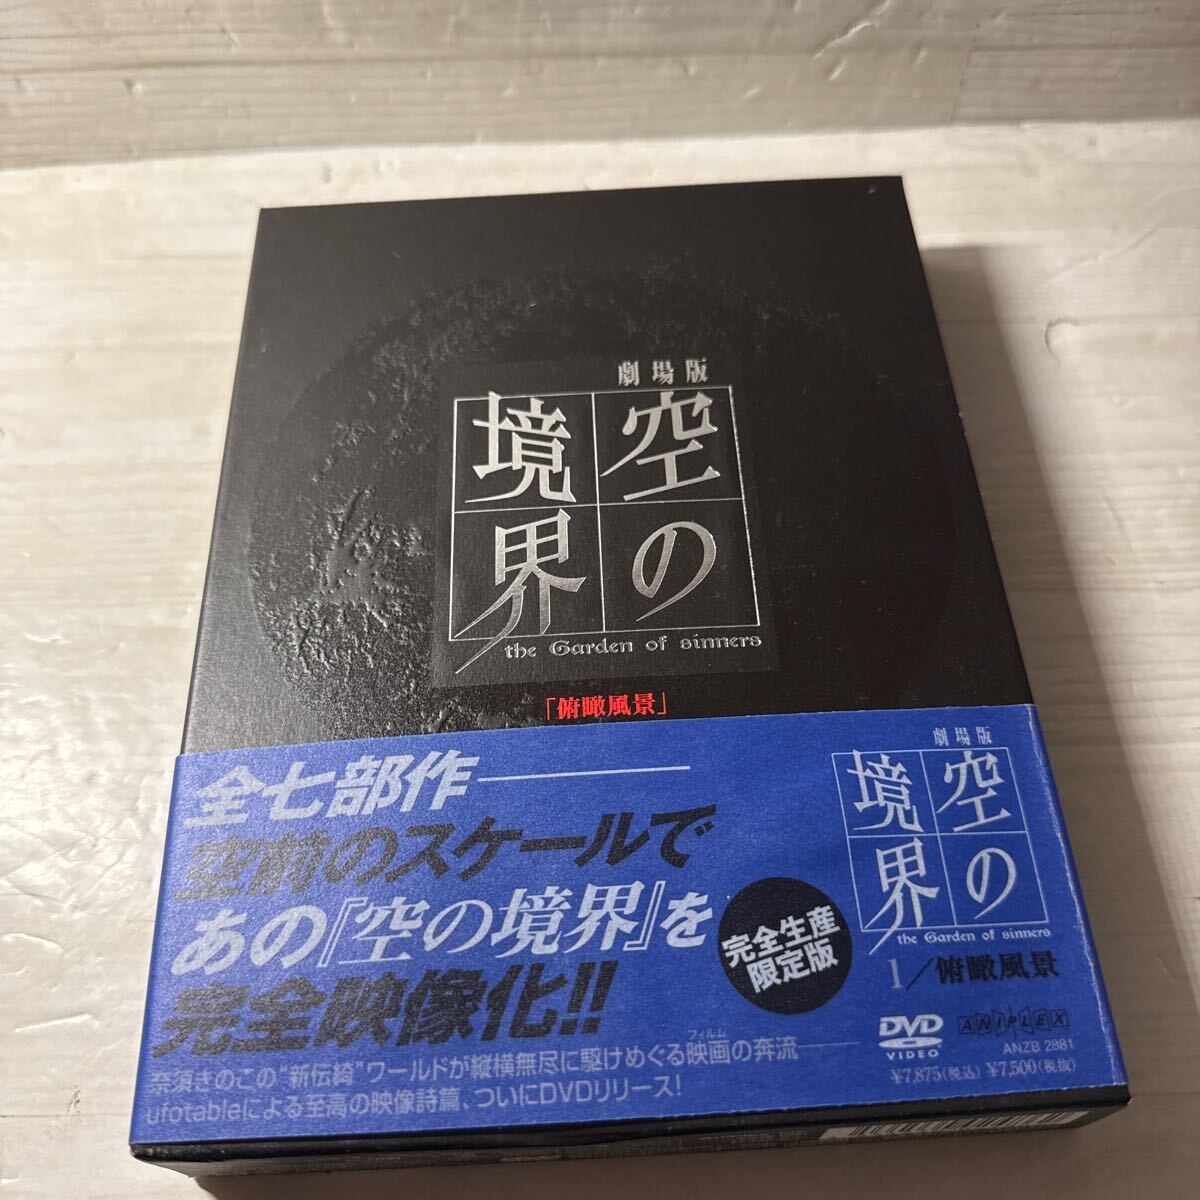 劇場版
空の
境界
the Garden of sinners
「俯瞰風景」
全七部作
空前のスケールで
あの『空の境界』を
完全映像化!!
奈須きのこの“新伝綺”ワールドが縦横無尽に駆けめぐる映画の奔流
フィルム
ufotableによる至高の映像詩篇、ついにDVDリリース!
完全生産
限定版
劇場版
空の
境界
the Garden of sinners
1/俯瞰風景
DVD
VIDEO
ANIPLEX
ANZB 2881
¥7,875(税込) ¥7,500(税抜)